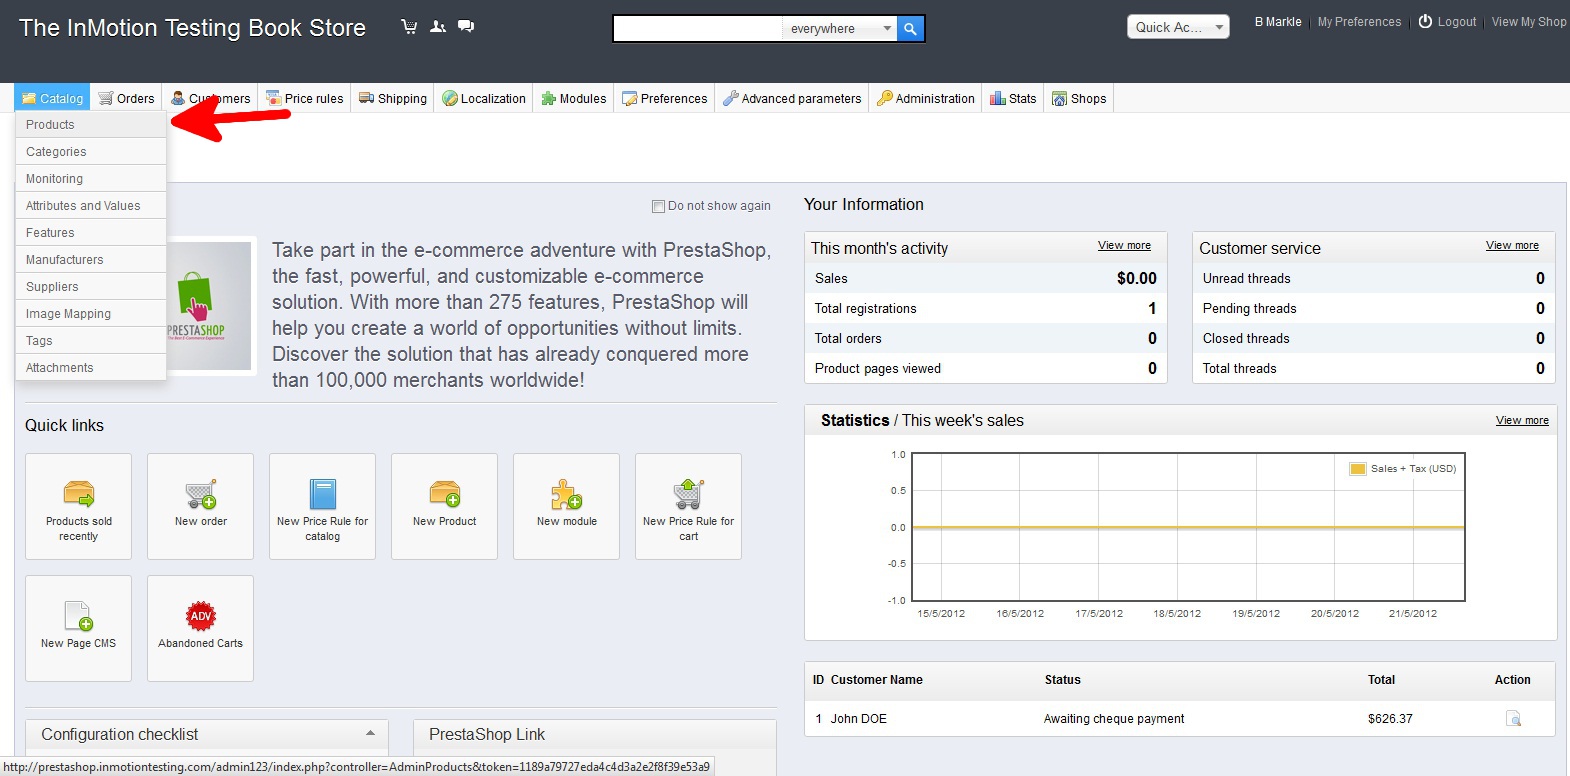 The InMotion Testing Book Store
everywhere
Quick Ac...
B Markle
My Preferences
Logout
View My Shop
Catalog
Orders
Customers
Price rules
Shipping
Localization
Modules
Preferences
Advanced parameters
Administration
Stats
Shops
Products
Categories
Monitoring
Attributes and Values
Features
Manufacturers
Suppliers
Image Mapping
Tags
Attachments
Do not show again
PRESTASHOP
Take part in the e-commerce adventure with PrestaShop,
the fast, powerful, and customizable e-commerce
solution. With more than 275 features, PrestaShop will
help you create a world of opportunities without limits.
Discover the solution that has already conquered more
than 100,000 merchants worldwide!
Quick links
Products sold
recently
New order
New Price Rule for
catalog
New Product
New module
New Price Rule for
cart
New Page CMS
ADV
Abandoned Carts
Configuration checklist
PrestaShop Link
Your Information
This month's activity
View more
Sales $0.00
Total registrations 1
Total orders 0
Product pages viewed 0
Customer service
View more
Unread threads 0
Pending threads 0
Closed threads 0
Total threads 0
Statistics / This week's sales
View more
Sales + Tax (USD)
1.0
0.5
0.0
-0.5
-1.0
15/5/2012 16/5/2012 17/5/2012 18/5/2012 19/5/2012 20/5/2012 21/5/2012
ID Customer Name Status Total Action
1 John DOE Awaiting cheque payment $626.37
http://prestashop.inmotiontesting.com/admin123/index.php?controller=AdminProducts&token=1189a79727eda4c4d3a2e2f8f39e53a9